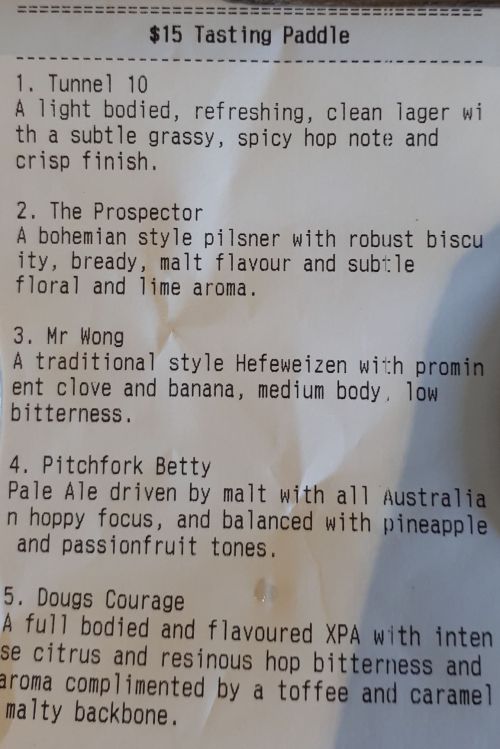 $15 Tasting Paddle
1. Tunnel 10
A light bodied, refreshing, clean lager wi
th a subtle grassy, spicy hop note and
crisp finish.
2. The Prospector
A bohemian style pilsner with robust biscu
ity, bready, malt flavour and subtle
floral and lime aroma.
3. Mr Wong
A traditional style Hefeweizen with promin
ent clove and banana, medium body, low
bitterness.
4. Pitchfork Betty
Pale Ale driven by malt with all Australia
n hoppy focus, and balanced with pineapple
and passionfruit tones.
5. Dougs Courage
A full bodied and flavoured XPA with inten
se citrus and resinous hop bitterness and
aroma complimented by a toffee and caramel
malty backbone.